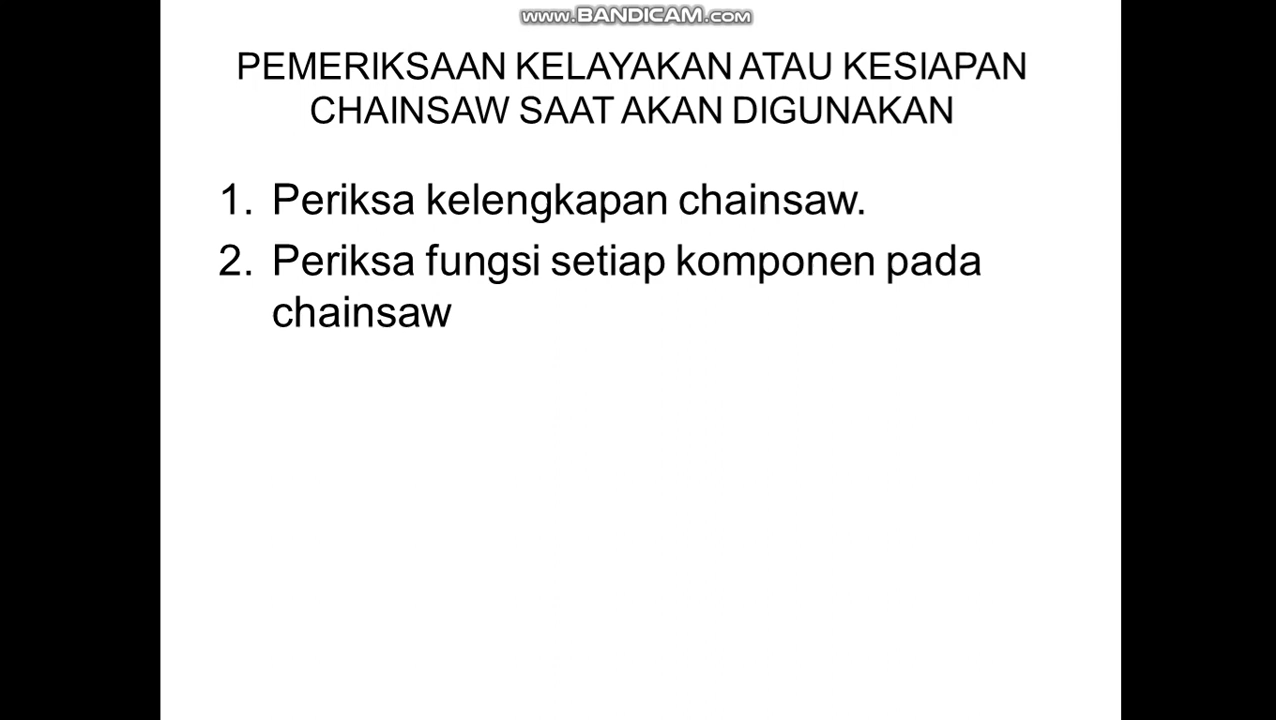 www.BANDICAM.com
PEMERIKSAAN KELAYAKAN ATAU KESIAPAN
CHAINSAW SAAT AKAN DIGUNAKAN
1. Periksa kelengkapan chainsaw.
2. Periksa fungsi setiap komponen pada
chainsaw